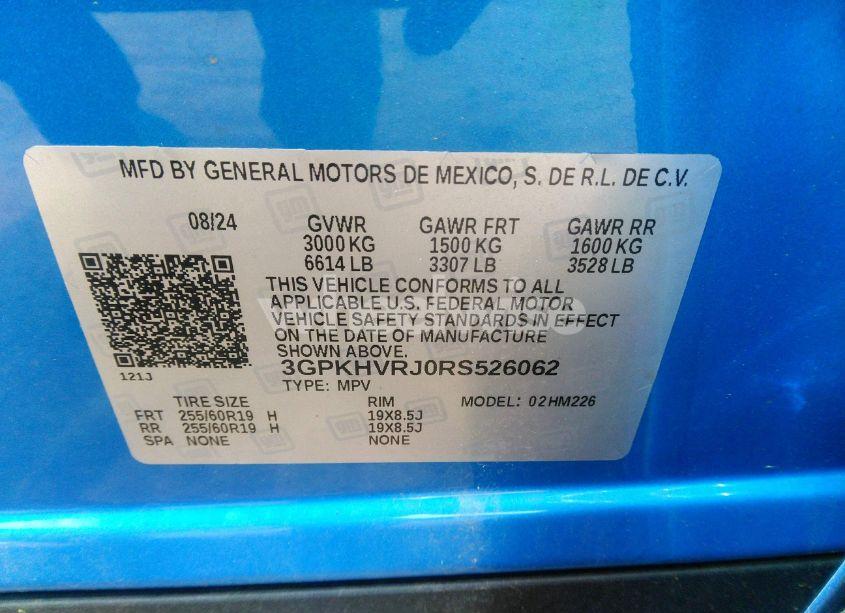 MFD BY GENERAL MOTORS DE MEXICO, S. DE R.L. DE C.V.
08/24 GVWR GAWR FRT GAWR RR
3000 KG 1500 KG 1600 KG
6614 LB 3307 LB 3528 LB
THIS VEHICLE CONFORMS TO ALL
APPLICABLE U.S. FEDERAL MOTOR
VEHICLE SAFETY STANDARDS IN EFFECT
ON THE DATE OF MANUFACTURE
SHOWN ABOVE.
3GPKHVRJ0RS526062
121J
TYPE: MPV
TIRE SIZE RIM MODEL: 02HM226
FRT 255/60R19 H 19X8.5J
RR 255/60R19 H 19X8.5J
SPA NONE NONE